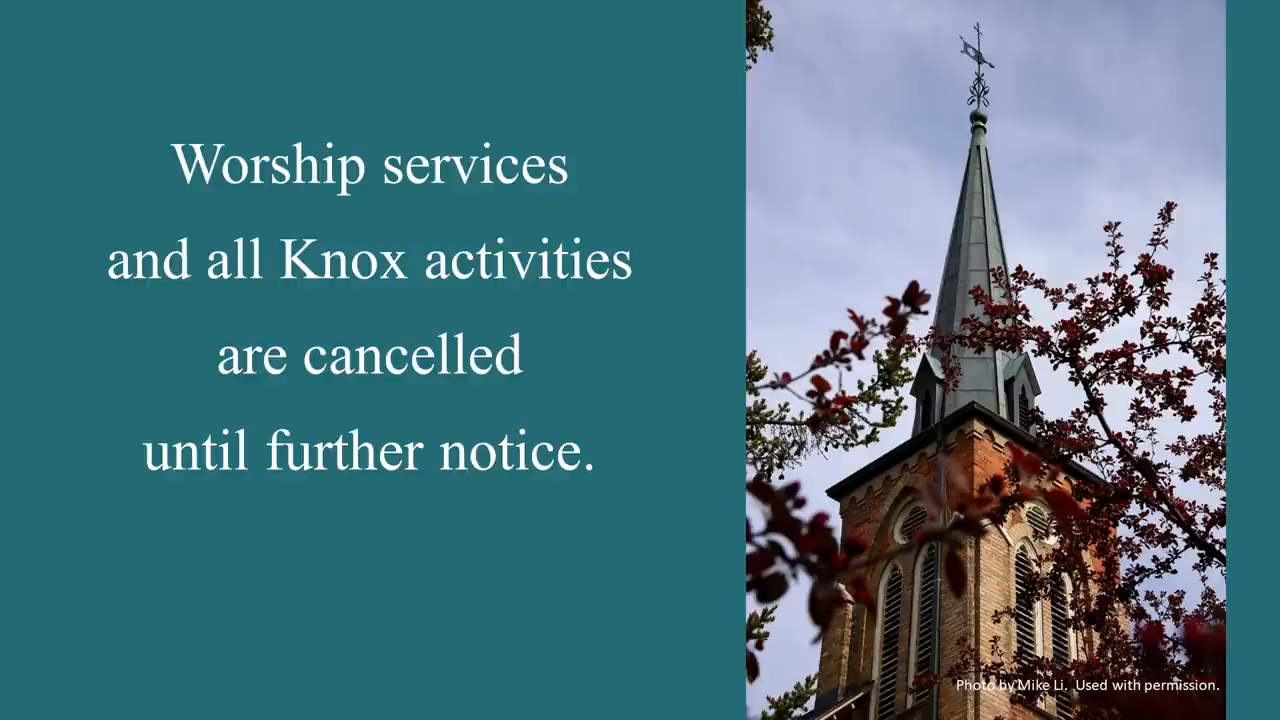 Worship services
and all Knox activities
are cancelled
until further notice.
Photo by Mike Li. Used with permission.